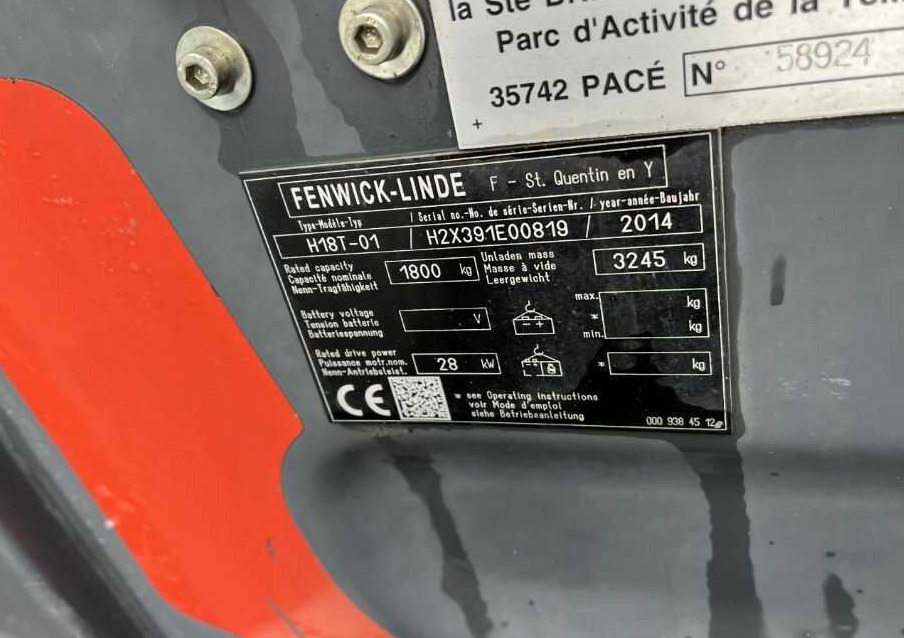 la Sté
Parc d'Activité de la
35742 PACÉ N° 58924
FENWICK-LINDE F - St. Quentin en Y
Type-Modèle-Typ / Serial no.-No. de série-Serien-Nr. / year-année-Baujahr
H18T-01 / H2X391E00819 / 2014
Rated capacity
Capacité nominale
Nenn-Tragfähigkeit
1800 kg
Unladen mass
Masse à vide
Leergewicht
3245 kg
Battery voltage
Tension batterie
Batteriespannung
V
max. kg
*
min. kg
Rated drive power
Puissance motr.nom.
Nenn-Antriebsleist.
28 kW
* kg
CE
* see Operating instructions
voir Mode d'emploi
siehe Betriebsanleitung
000 938 45 12